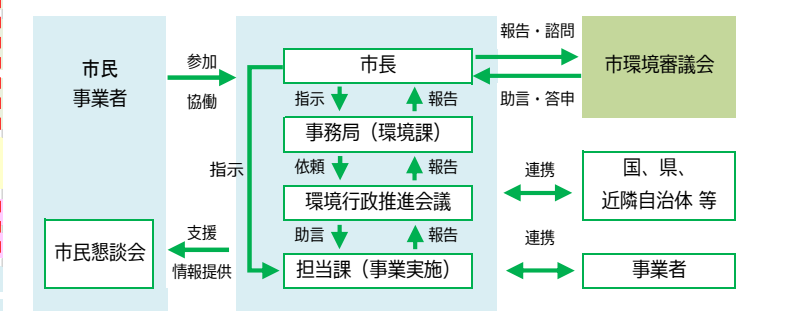 市民
事業者
参加
協働
市長
報告・諮問
助言・答申
市環境審議会
指示
報告
事務局（環境課）
指示
依頼
報告
環境行政推進会議
連携
国、県、
近隣自治体 等
市民懇談会
支援
情報提供
助言
報告
担当課（事業実施）
連携
事業者